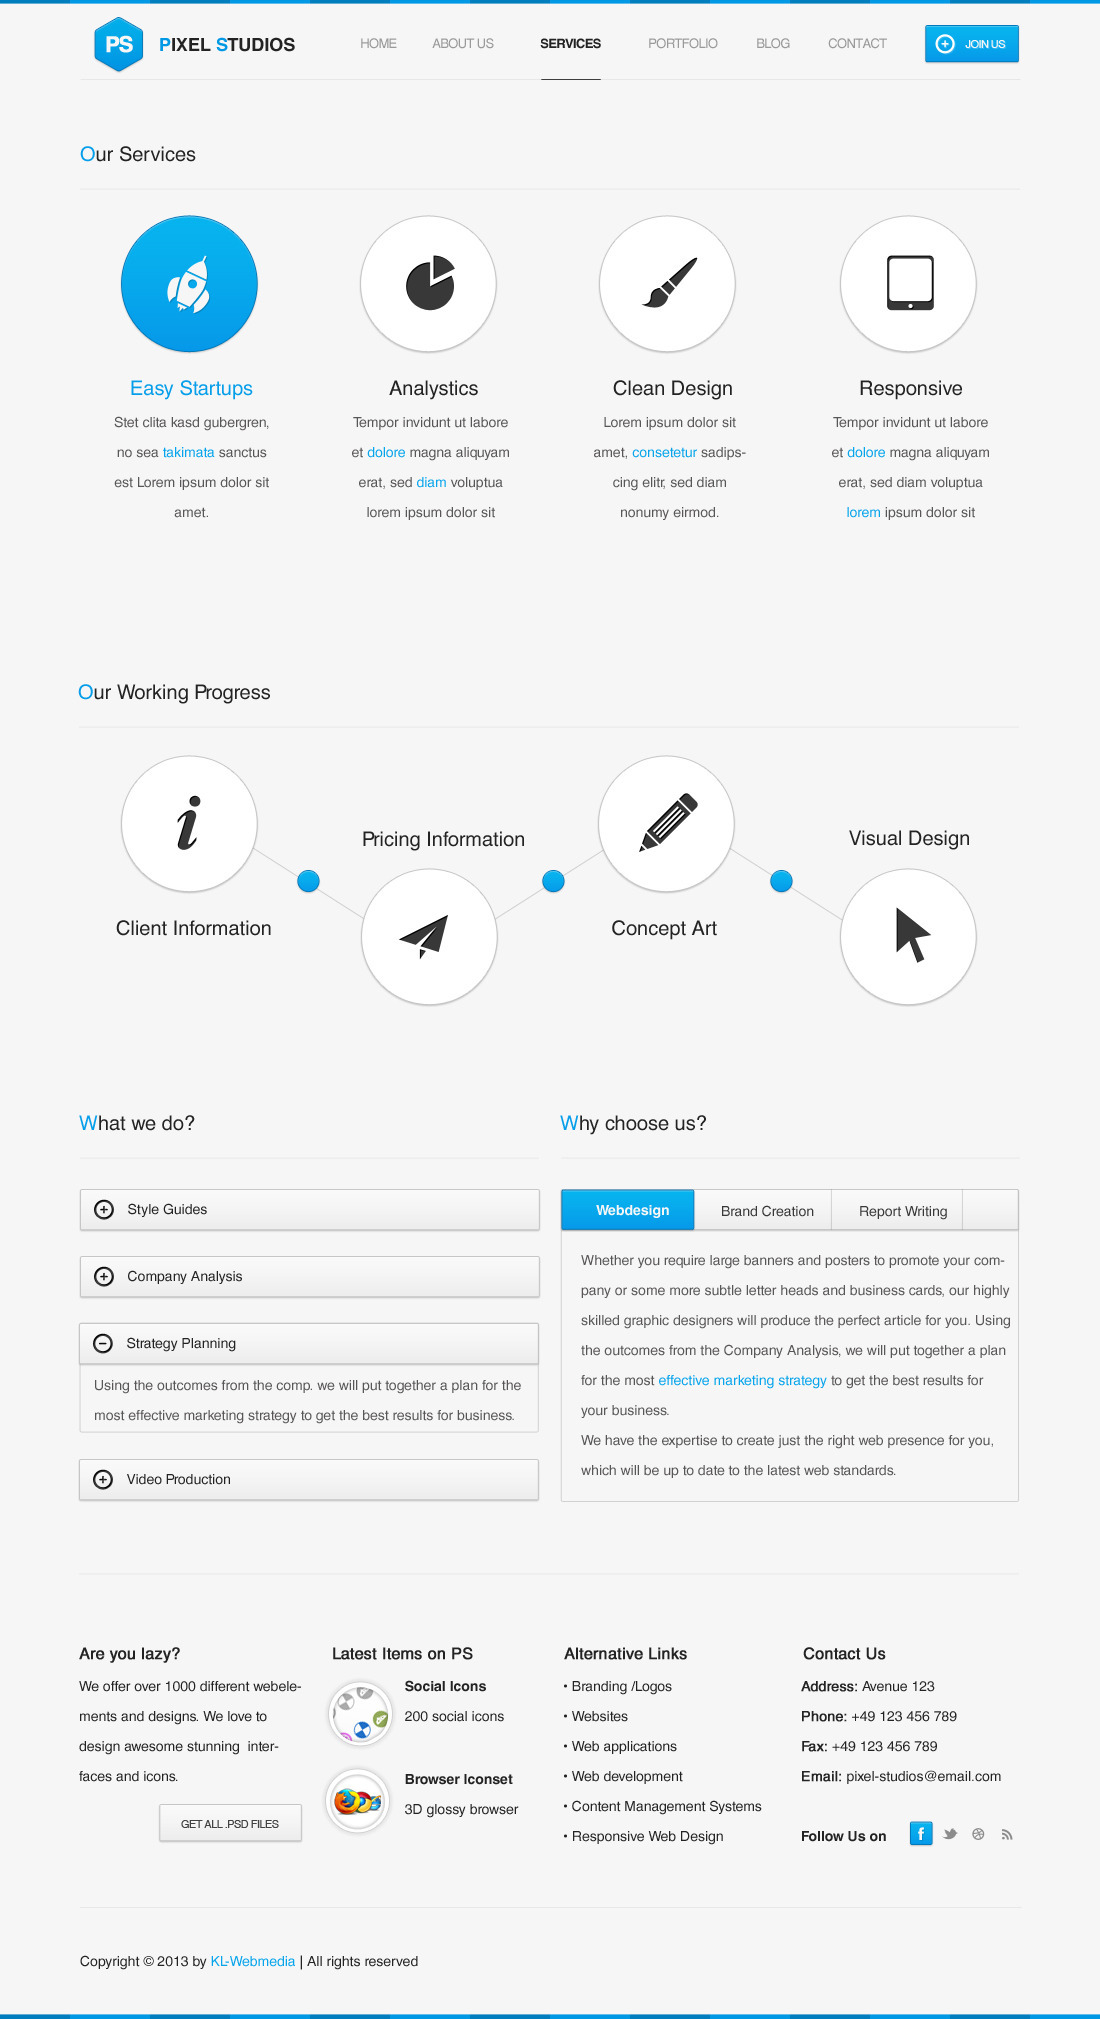 PS PIXEL STUDIOS HOME ABOUT US SERVICES PORTFOLIO BLOG CONTACT JOIN US
Our Services
Easy Startups
Stet clita kasd gubergren,
no sea takimata sanctus
est Lorem ipsum dolor sit
amet.
Analystics
Tempor invidunt ut labore
et dolore magna aliquyam
erat, sed diam voluptua
lorem ipsum dolor sit
Clean Design
Lorem ipsum dolor sit
amet, consetetur sadips-
cing elitr, sed diam
nonumy eirmod.
Responsive
Tempor invidunt ut labore
et dolore magna aliquyam
erat, sed diam voluptua
lorem ipsum dolor sit
Our Working Progress
Client Information
Pricing Information
Concept Art
Visual Design
What we do?
Style Guides
Company Analysis
Strategy Planning
Using the outcomes from the comp. we will put together a plan for the
most effective marketing strategy to get the best results for business.
Video Production
Why choose us?
Webdesign Brand Creation Report Writing
Whether you require large banners and posters to promote your com-
pany or some more subtle letter heads and business cards, our highly
skilled graphic designers will produce the perfect article for you. Using
the outcomes from the Company Analysis, we will put together a plan
for the most effective marketing strategy to get the best results for
your business.
We have the expertise to create just the right web presence for you,
which will be up to date to the latest web standards.
Are you lazy?
We offer over 1000 different webele-
ments and designs. We love to
design awesome stunning inter-
faces and icons.
GET ALL .PSD FILES
Latest Items on PS
Social Icons
200 social icons
Browser Iconset
3D glossy browser
Alternative Links
• Branding /Logos
• Websites
• Web applications
• Web development
• Content Management Systems
• Responsive Web Design
Contact Us
Address: Avenue 123
Phone: +49 123 456 789
Fax: +49 123 456 789
Email: pixel-studios@email.com
Follow Us on f
Copyright © 2013 by KL-Webmedia | All rights reserved